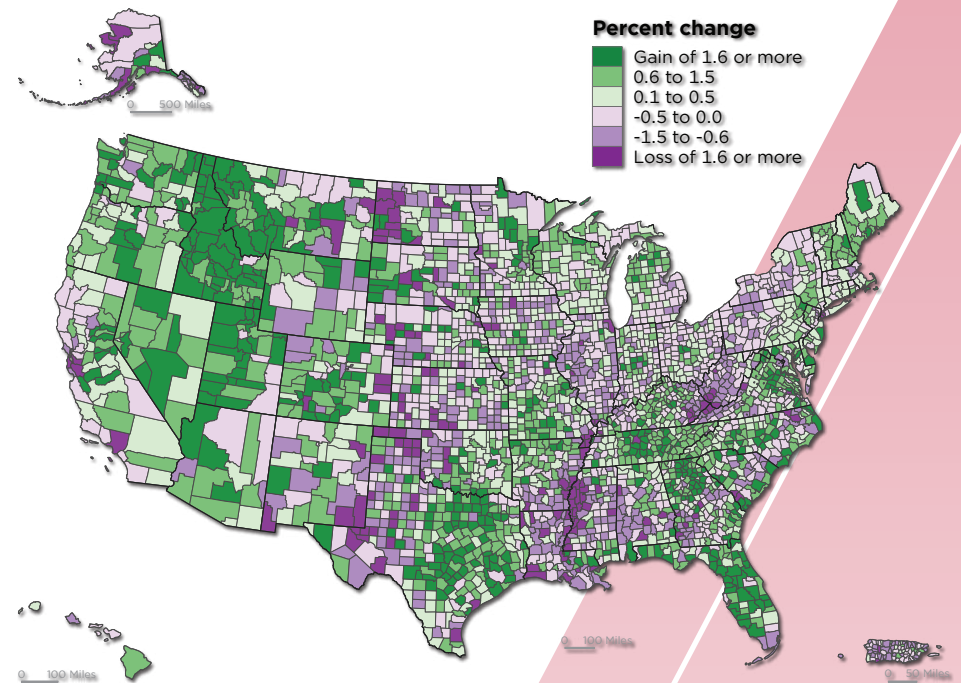 Percent change
Gain of 1.6 or more
0.6 to 1.5
0.1 to 0.5
-0.5 to 0.0
-1.5 to -0.6
Loss of 1.6 or more
0 500 Miles
0 100 Miles
0 100 Miles
0 50 Miles